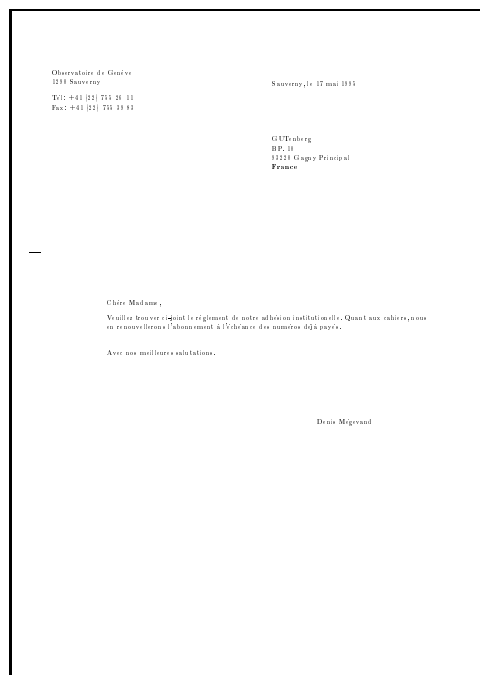 Observatoire de Genève
1290 Sauverny
Tél: +41 (22) 755 26 11
Fax: +41 (22) 755 39 83
Sauverny, le 17 mai 1995
GUTenberg
BP. 10
93220 Gagny Principal
France
Chère Madame,
Veuillez trouver ci-joint le règlement de notre adhésion institutionelle. Quant aux cahiers, nous
en renouvellerons l'abonnement à l'échéance des numéros déjà payés.
Avec nos meilleures salutations.
Denis Mégevand